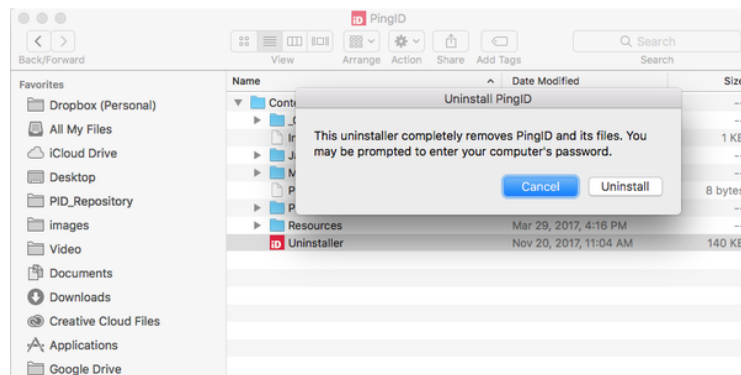 iD PingID
Search
Back/Forward View Arrange Action Share Add Tags Search
Favorites
Name Date Modified Size
Dropbox (Personal)
All My Files
iCloud Drive
Desktop
PID_Repository
images
Video
Documents
Downloads
Creative Cloud Files
Applications
Google Drive
Uninstall PingID
This uninstaller completely removes PingID and its files. You
may be prompted to enter your computer's password.
Cancel Uninstall
1 KB
8 bytes
Resources Mar 29, 2017, 4:16 PM --
iD Uninstaller Nov 20, 2017, 11:04 AM 140 KB